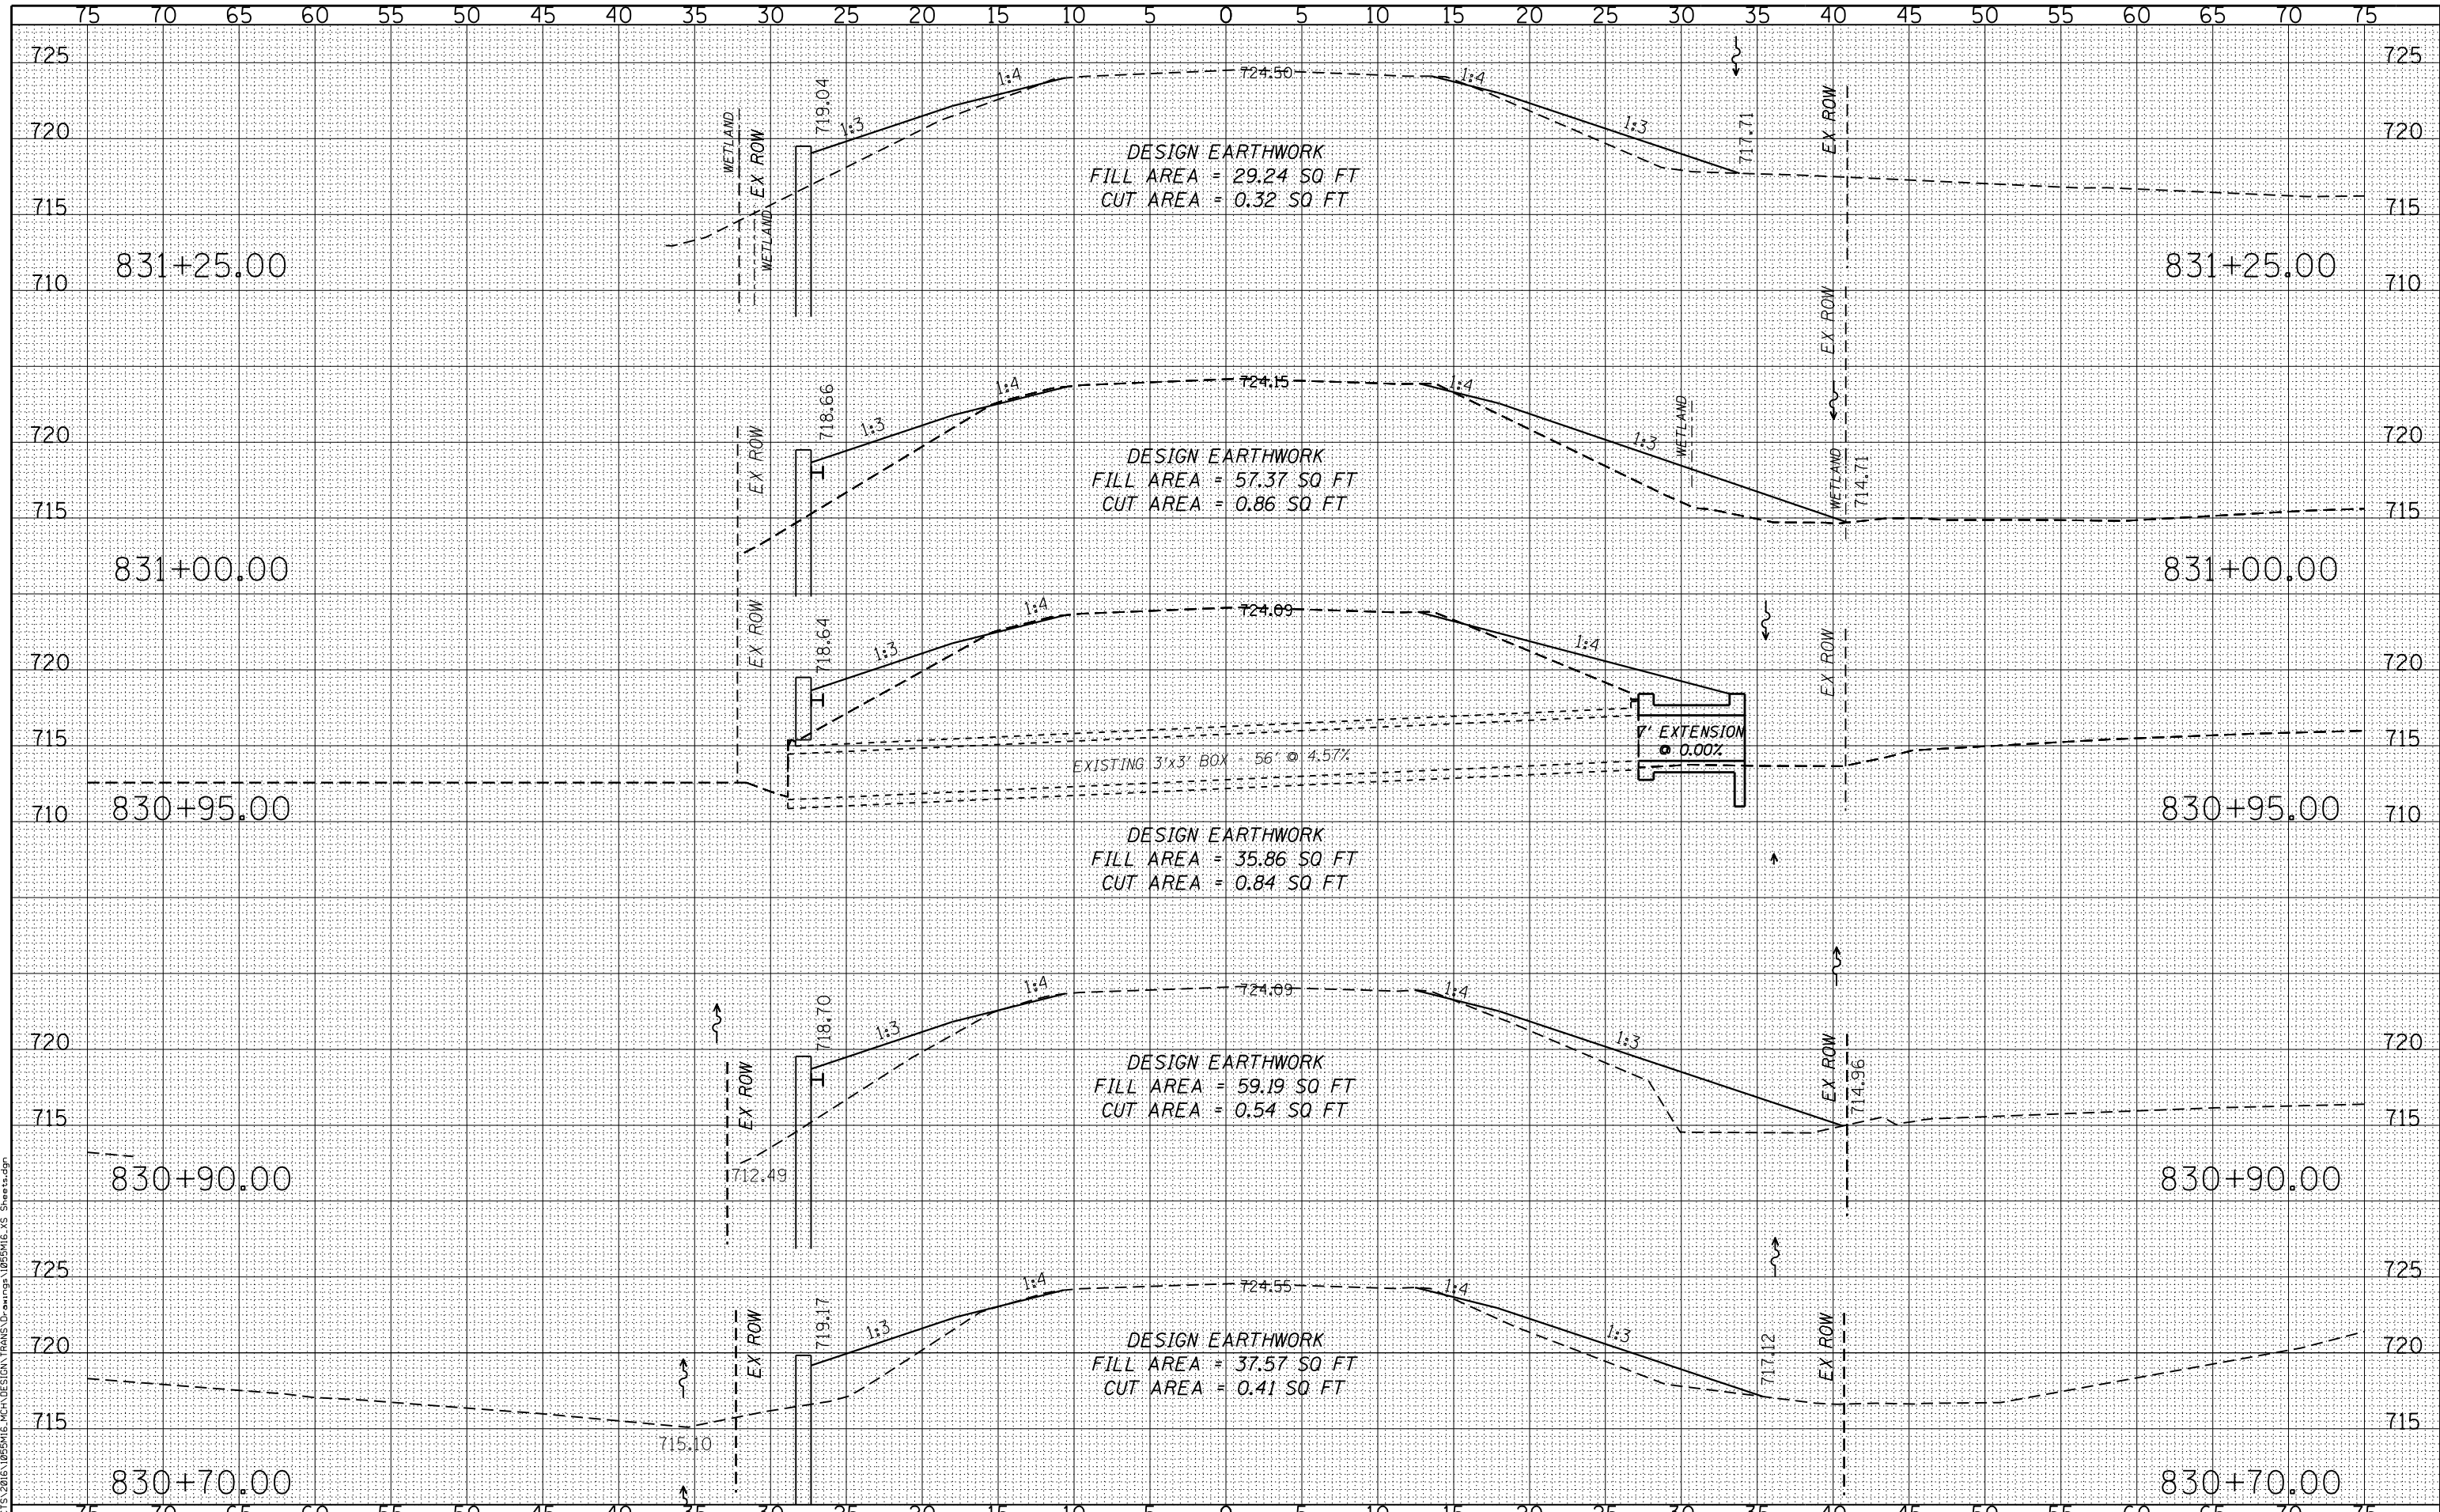 75 70 65 60 55 50 45 40 35 30 25 20 15 10 5 0 5 10 15 20 25 30 35 40 45 50 55 60 65 70 75
725 725
1:4 724.50 1:4
719.04
EX ROW
WETLAND
EX ROW
720 1:3 1:3 717.71 720
DESIGN EARTHWORK
FILL AREA = 29.24 SQ FT
CUT AREA = 0.32 SQ FT
715 715
WETLAND
831+25.00 831+25.00
710 710
EX ROW
1:4 724.15 1:4
718.66
WETLAND
720 1:3 1:3 720
EX ROW
DESIGN EARTHWORK
FILL AREA = 57.37 SQ FT
CUT AREA = 0.86 SQ FT
WETLAND
714.71
715 715
831+00.00 831+00.00
1:4 724.09
EX ROW
718.64
1:3 1:4
EX ROW
720 720
715 7' EXTENSION 715
@ 0.00%
EXISTING 3'x3' BOX - 56' @ 4.57%
830+95.00 830+95.00
710 710
DESIGN EARTHWORK
FILL AREA = 35.86 SQ FT
CUT AREA = 0.84 SQ FT
1:4 724.09 1:4
718.70
720 1:3 1:3 720
EX ROW
EX ROW
714.96
DESIGN EARTHWORK
FILL AREA = 59.19 SQ FT
CUT AREA = 0.54 SQ FT
715 715
712.49
830+90.00 830+90.00
725 725
1:4 724.55 1:4
719.17
EX ROW
1:3 1:3
717.12
EX ROW
720 720
DESIGN EARTHWORK
FILL AREA = 37.57 SQ FT
CUT AREA = 0.41 SQ FT
715 715
715.10
830+70.00 830+70.00
75 70 65 60 55 50 45 40 35 30 25 20 15 10 5 0 5 10 15 20 25 30 35 40 45 50 55 60 65 70 75
\2016\1055M16.MCH\DESIGN\TRANS\Drawings\1055M16.XS Sheets.dgn